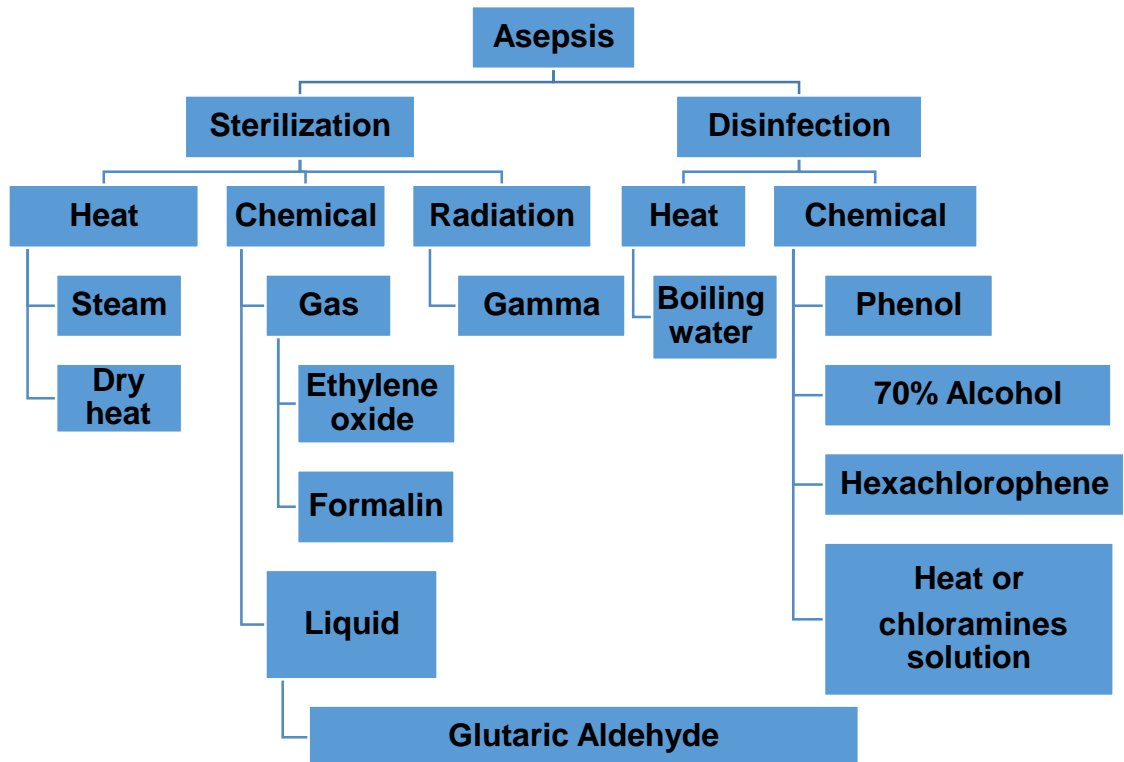 Asepsis
Sterilization
Disinfection
Heat
Chemical
Radiation
Heat
Chemical
Steam
Gas
Gamma
Boiling
water
Phenol
Dry
heat
Ethylene
oxide
70% Alcohol
Formalin
Hexachlorophene
Liquid
Heat or
chloramines
solution
Glutaric Aldehyde